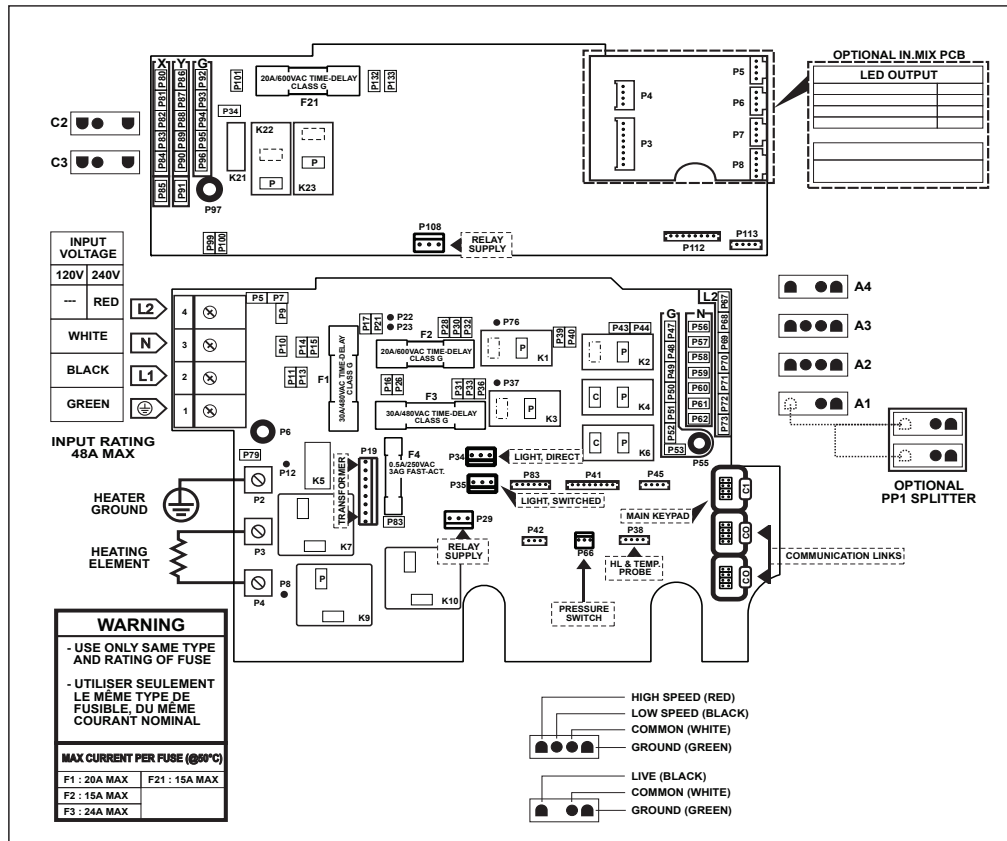 X Y G
P80
P81
P82
P83
P84
P85
P86
P87
P88
P89
P90
P91
P92
P93
P94
P95
P96
P97
P101
20A/600VAC TIME-DELAY
CLASS G
F21
P132
P133
P34
K21
K22
P
K23
P
C2
C3
P99
P100
P108
RELAY
SUPPLY
P4
P3
P5
P6
P7
P8
P112
P113
OPTIONAL IN.MIX PCB
LED OUTPUT
INPUT
VOLTAGE
120V 240V
--- RED
WHITE
BLACK
GREEN
L2
N
L1
4
3
2
1
INPUT RATING
48A MAX
P5 P7
P9
P10
P11
P13
P14
P15
F1
30A/480VAC TIME-DELAY
CLASS G
P17
P21
P22
P23
F2
20A/600VAC TIME-DELAY
CLASS G
P28
P30
P32
P16
P26
F3
30A/480VAC TIME-DELAY
CLASS G
P31
P33
P36
P76
P
K1
P39
P40
P37
P
K3
P43 P44
P
K2
C P
K4
C P
K6
G N L2
P47
P48
P49
P50
P51
P52
P53
P56
P57
P58
P59
P60
P61
P62
P55
P67
P68
P69
P70
P71
P72
P73
A4
A3
A2
A1
OPTIONAL
PP1 SPLITTER
P6
P79
P12
P2
P3
P4
P8
K5
K7
P
K9
K10
HEATER
GROUND
HEATING
ELEMENT
P19
TRANSFORMER
F4
0.5A/250VAC
3AG FAST-ACT.
P83
P34
LIGHT, DIRECT
P35
LIGHT, SWITCHED
P29
RELAY
SUPPLY
P83
P41
P45
P42
P66
P38
MAIN KEYPAD
HL & TEMP.
PROBE
PRESSURE
SWITCH
C1
CO
CO
COMMUNICATION LINKS
WARNING
- USE ONLY SAME TYPE
AND RATING OF FUSE
- UTILISER SEULEMENT
LE MÊME TYPE DE
FUSIBLE, DU MÊME
COURANT NOMINAL
MAX CURRENT PER FUSE (@50°C)
F1 : 20A MAX F21 : 15A MAX
F2 : 15A MAX
F3 : 24A MAX
HIGH SPEED (RED)
LOW SPEED (BLACK)
COMMON (WHITE)
GROUND (GREEN)
LIVE (BLACK)
COMMON (WHITE)
GROUND (GREEN)